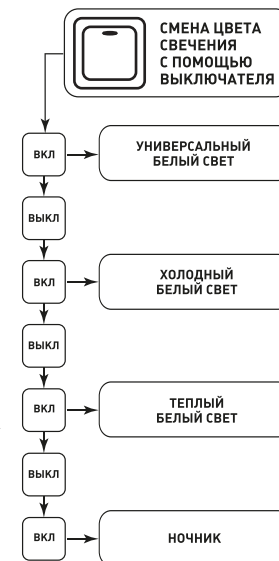 СМЕНА ЦВЕТА
СВЕЧЕНИЯ
С ПОМОЩЬЮ
ВЫКЛЮЧАТЕЛЯ
ВКЛ
УНИВЕРСАЛЬНЫЙ
БЕЛЫЙ СВЕТ
ВЫКЛ
ВКЛ
ХОЛОДНЫЙ
БЕЛЫЙ СВЕТ
ВЫКЛ
ВКЛ
ТЕПЛЫЙ
БЕЛЫЙ СВЕТ
ВЫКЛ
ВКЛ
НОЧНИК